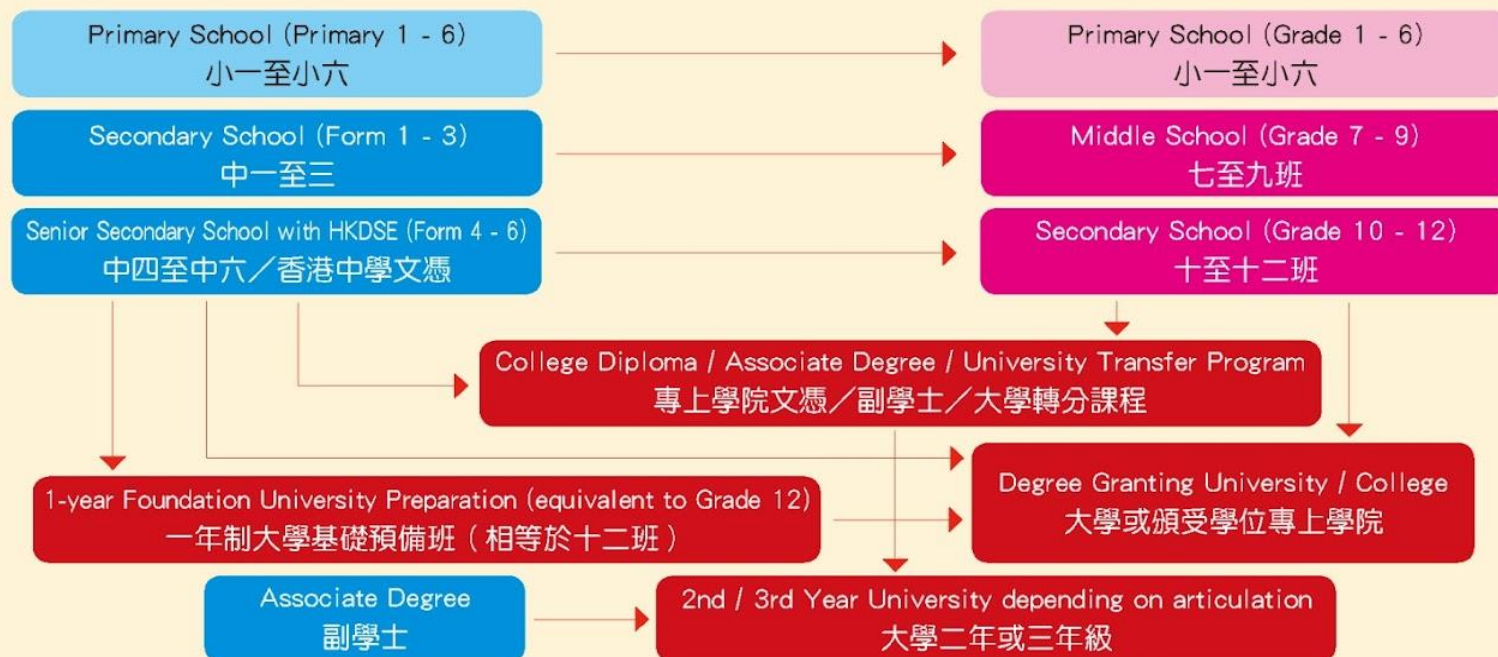 Primary School (Primary 1 - 6)
小一至小六
Primary School (Grade 1 - 6)
小一至小六
Secondary School (Form 1 - 3)
中一至三
Middle School (Grade 7 - 9)
七至九班
Senior Secondary School with HKDSE (Form 4 - 6)
中四至中六／香港中學文憑
Secondary School (Grade 10 - 12)
十至十二班
College Diploma / Associate Degree / University Transfer Program
專上學院文憑／副學士／大學轉分課程
1-year Foundation University Preparation (equivalent to Grade 12)
一年制大學基礎預備班（相等於十二班）
Degree Granting University / College
大學或頒受學位專上學院
Associate Degree
副學士
2nd / 3rd Year University depending on articulation
大學二年或三年級